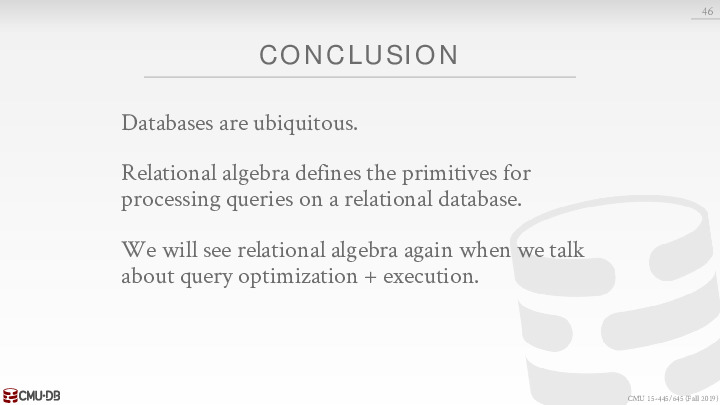 46
CONCLUSION
Databases are ubiquitous.
Relational algebra defines the primitives for
processing queries on a relational database.
We will see relational algebra again when we talk
about query optimization + execution.
CMU·DB
CMU 15-445/645 (Fall 2019)